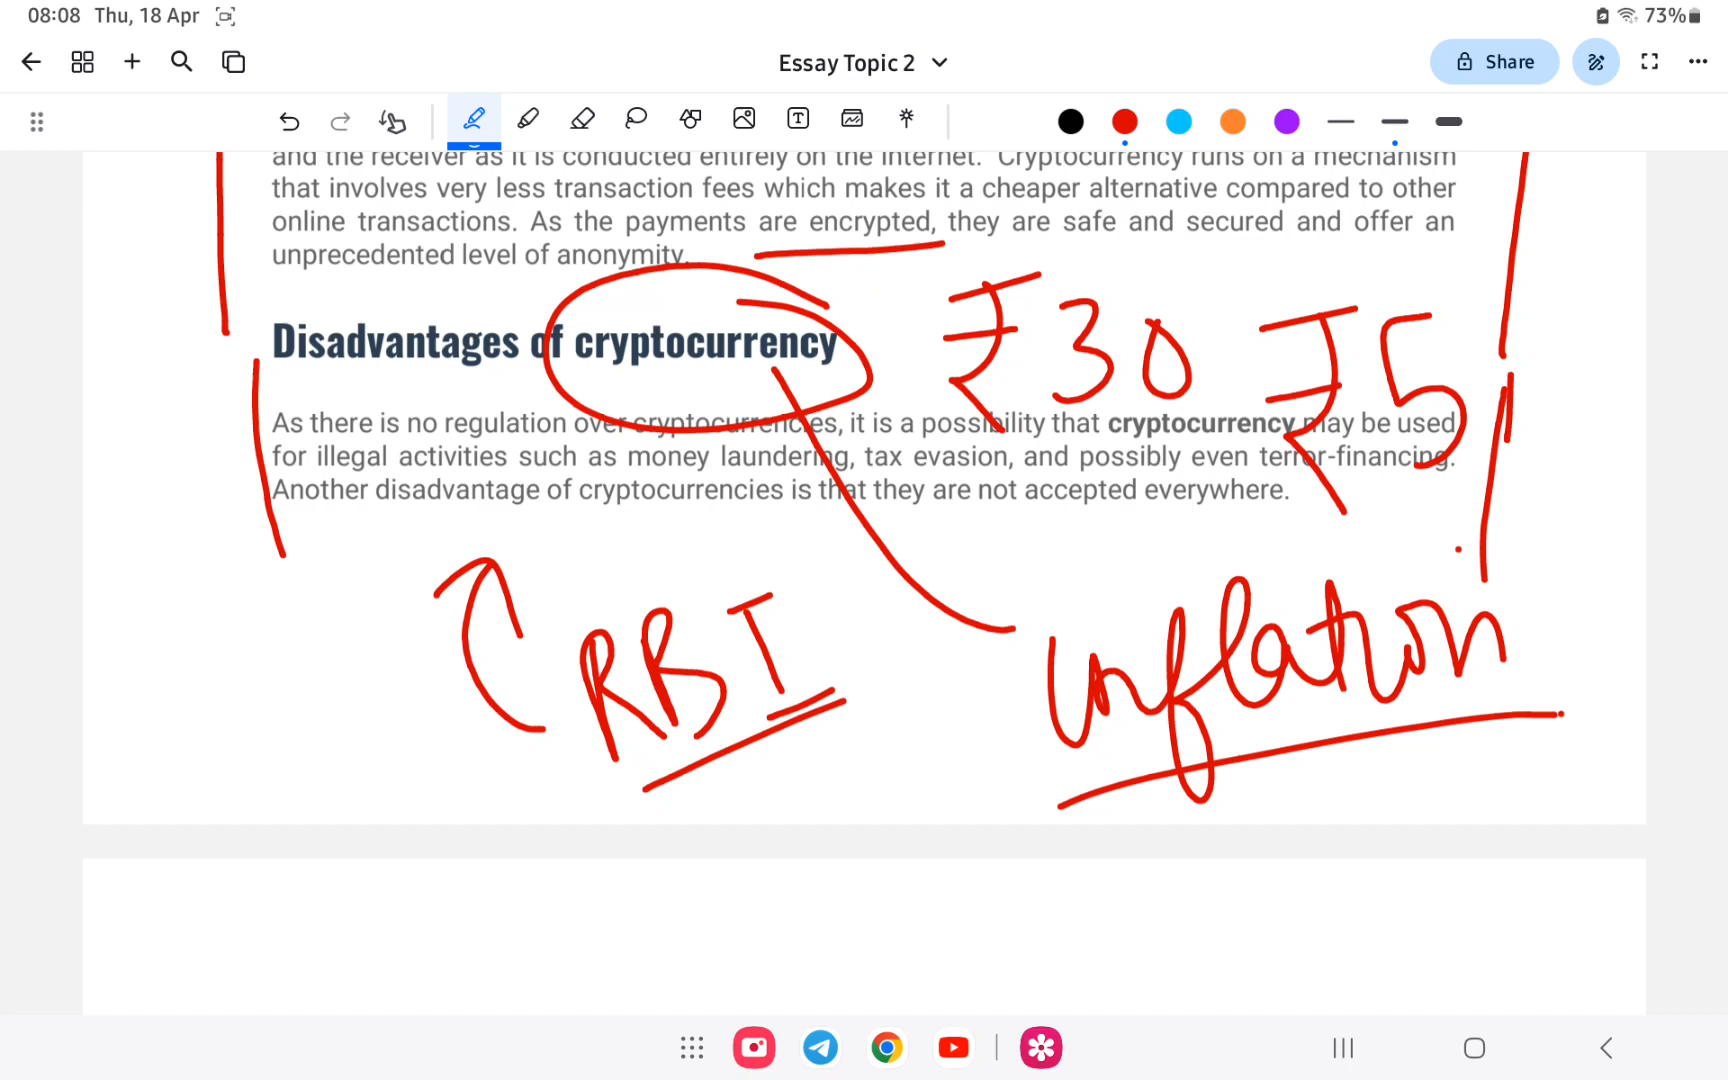 08:08 Thu, 18 Apr
73%
Essay Topic 2
Share
and the receiver as it is conducted entirely on the internet. Cryptocurrency runs on a mechanism
that involves very less transaction fees which makes it a cheaper alternative compared to other
online transactions. As the payments are encrypted, they are safe and secured and offer an
unprecedented level of anonymity.
₹30 ₹5
Disadvantages of cryptocurrency
As there is no regulation over cryptocurrencies, it is a possibility that cryptocurrency may be used
for illegal activities such as money laundering, tax evasion, and possibly even terror-financing.
Another disadvantage of cryptocurrencies is that they are not accepted everywhere.
RBI
Inflation